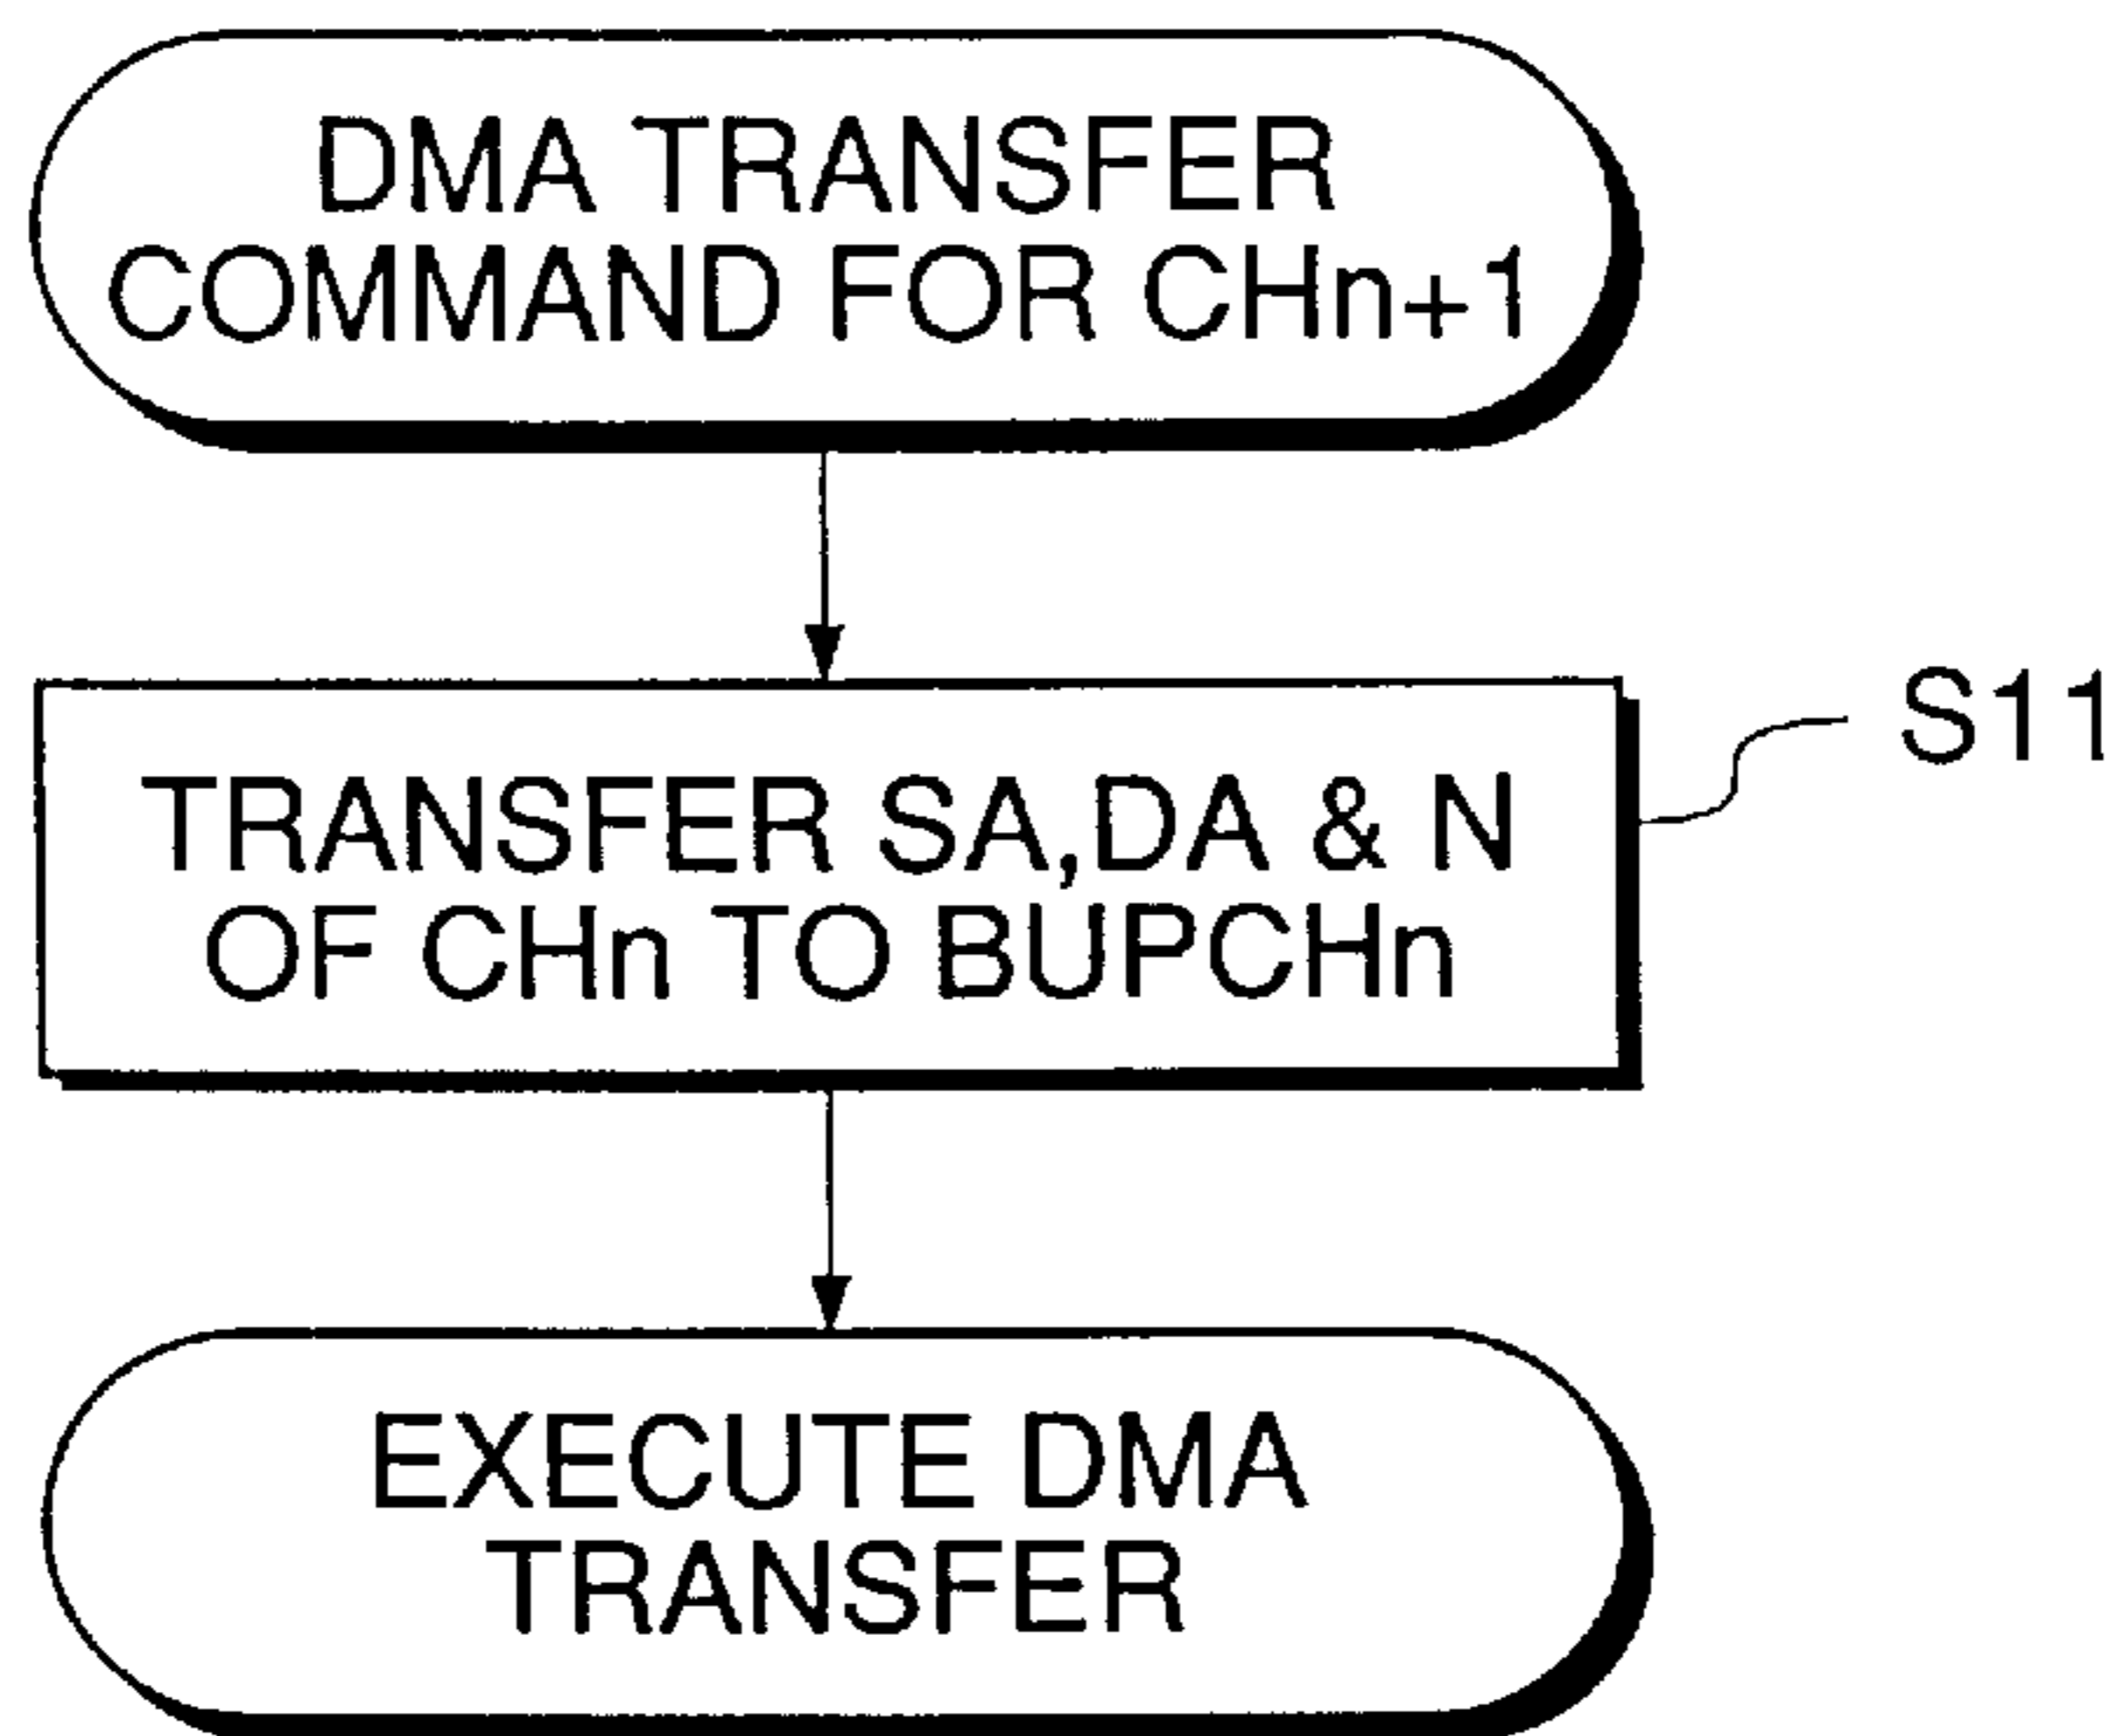 DMA TRANSFER
COMMAND FOR CHn+1
S11
TRANSFER SA,DA & N
OF CHn TO BUPCHn
EXECUTE DMA
TRANSFER